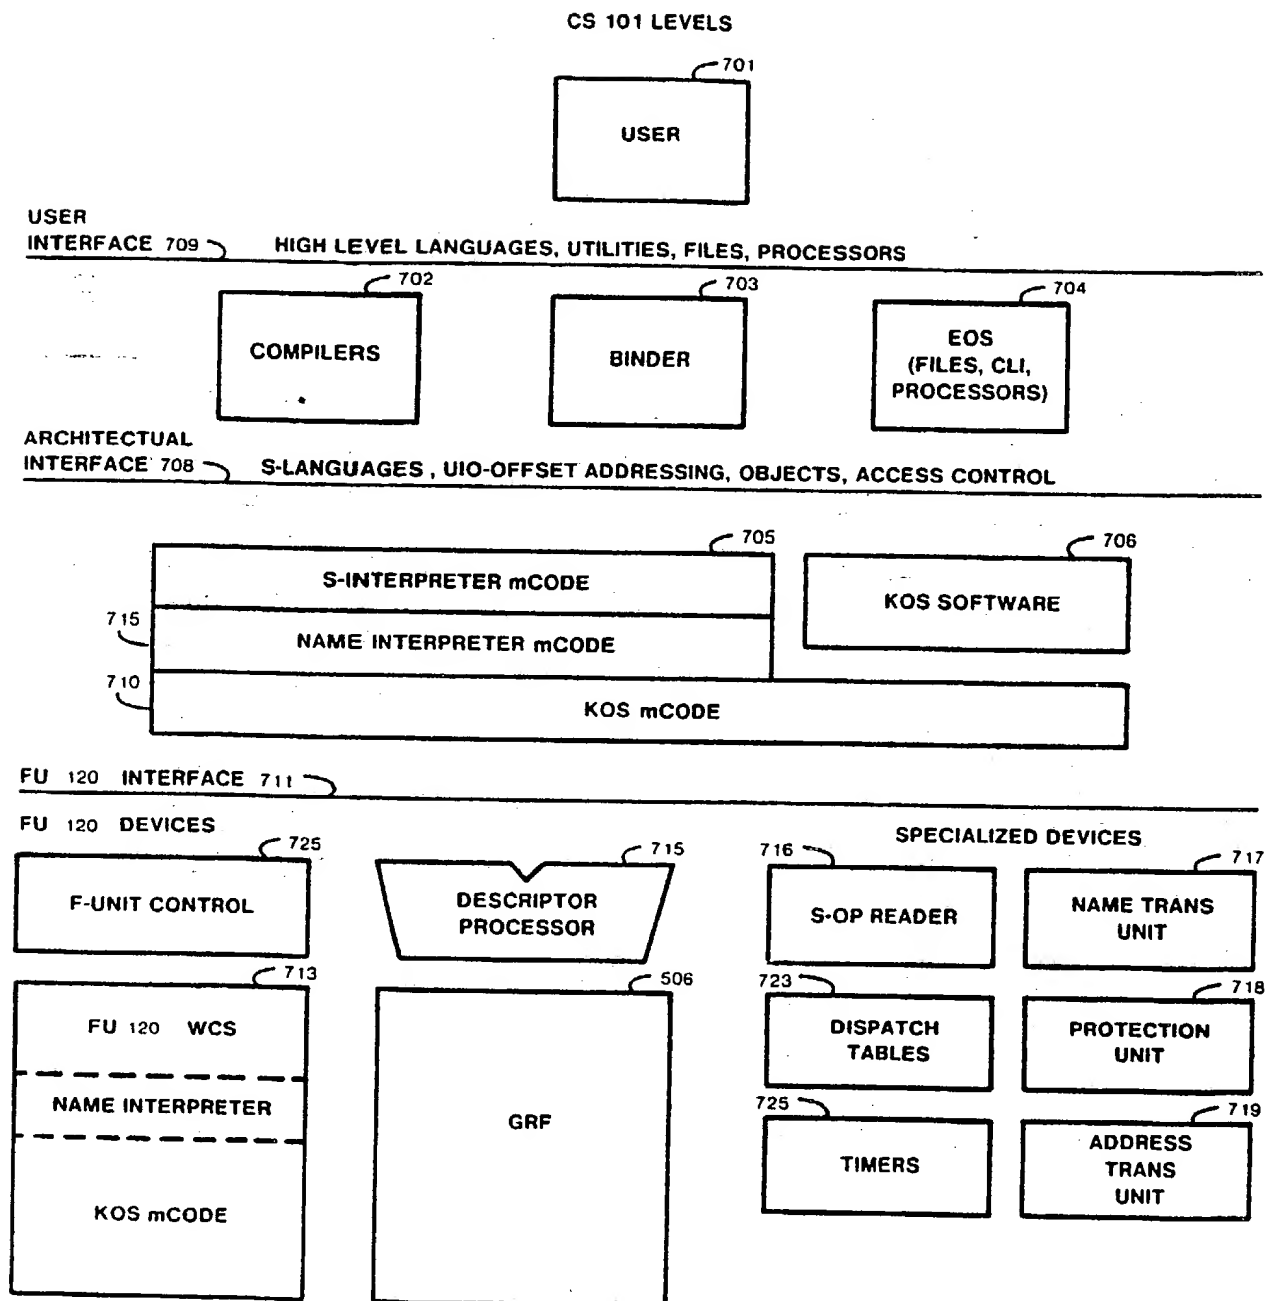 CS 101 LEVELS
701
USER
USER
INTERFACE 709
HIGH LEVEL LANGUAGES, UTILITIES, FILES, PROCESSORS
702
703
704
COMPILERS
BINDER
EOS
(FILES, CLI,
PROCESSORS)
ARCHITECTUAL
INTERFACE 708
S-LANGUAGES , UIO-OFFSET ADDRESSING, OBJECTS, ACCESS CONTROL
705
706
S-INTERPRETER mCODE
KOS SOFTWARE
715
NAME INTERPRETER mCODE
710
KOS mCODE
FU 120 INTERFACE 711
FU 120 DEVICES
SPECIALIZED DEVICES
725
715
716
717
F-UNIT CONTROL
DESCRIPTOR
PROCESSOR
S-OP READER
NAME TRANS
UNIT
713
506
723
718
FU 120 WCS
DISPATCH
TABLES
PROTECTION
UNIT
NAME INTERPRETER
GRF
725
719
TIMERS
ADDRESS
TRANS
UNIT
KOS mCODE